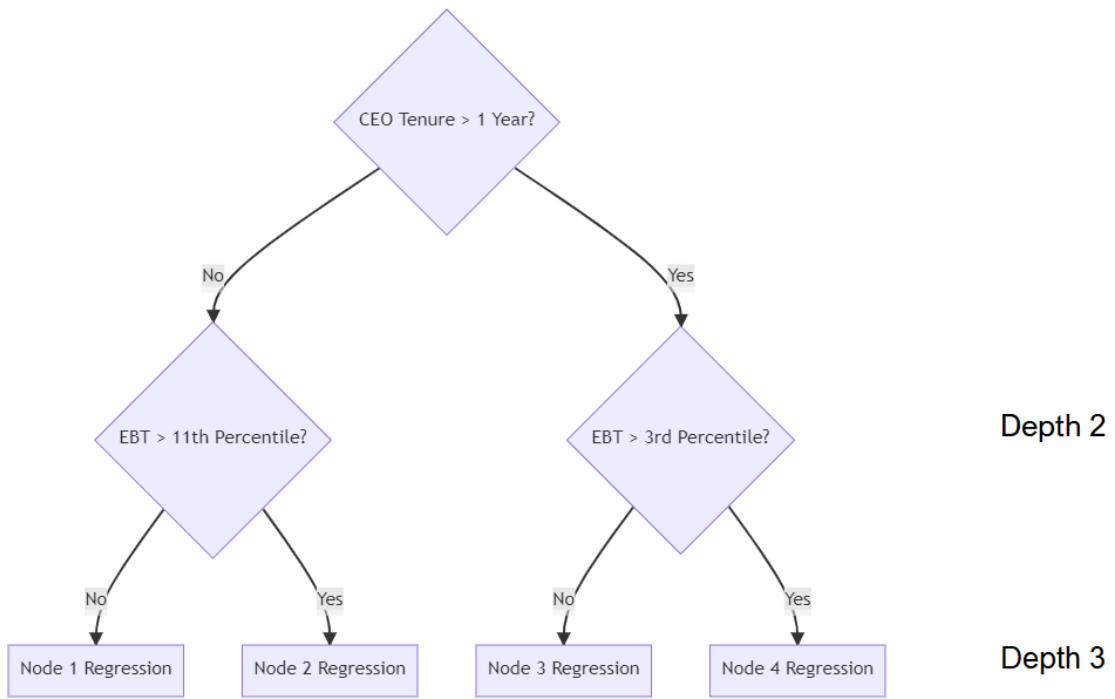 CEO Tenure > 1 Year?
No
Yes
EBT > 11th Percentile?
EBT > 3rd Percentile?
Depth 2
No
Yes
No
Yes
Node 1 Regression
Node 2 Regression
Node 3 Regression
Node 4 Regression
Depth 3